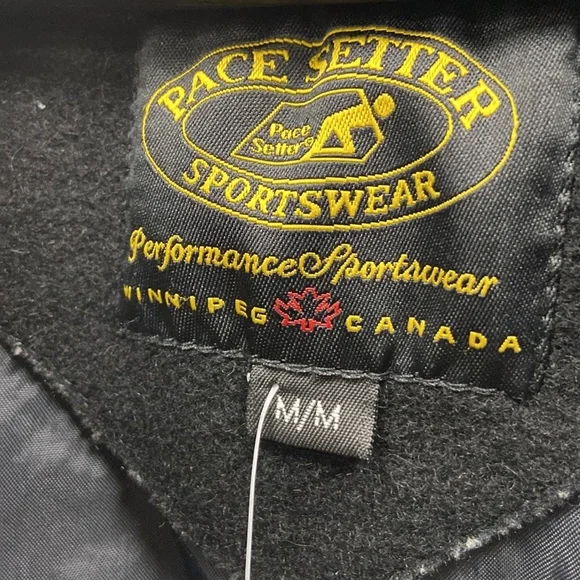 PACE SETTER
Pace
Setter®
SPORTSWEAR
Performance Sportswear
WINNIPEG CANADA
M/M